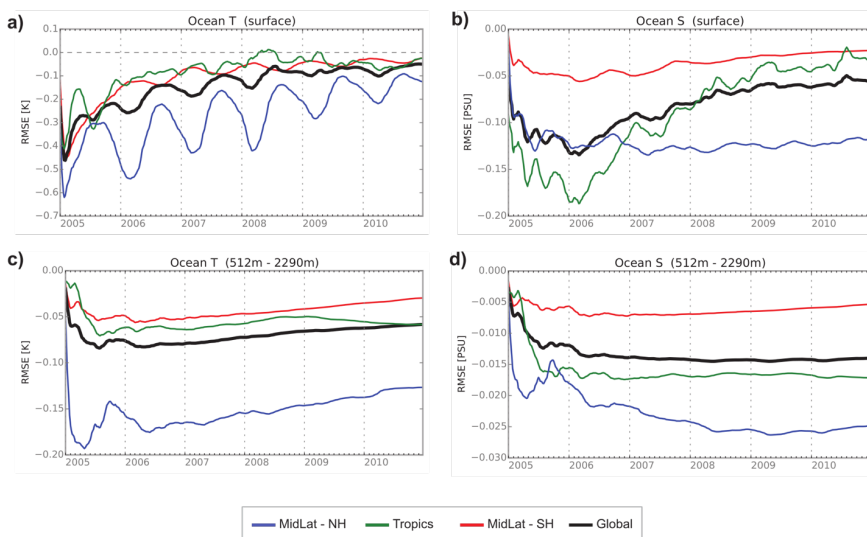 a)
Ocean T (surface)
RMSE [K]
0.1
0.0
−0.1
−0.2
−0.3
−0.4
−0.5
−0.6
−0.7
2005 2006 2007 2008 2009 2010
b)
Ocean S (surface)
RMSE [PSU]
0.00
−0.05
−0.10
−0.15
−0.20
2005 2006 2007 2008 2009 2010
c)
Ocean T (512m - 2290m)
RMSE [K]
0.00
−0.05
−0.10
−0.15
−0.20
2005 2006 2007 2008 2009 2010
d)
Ocean S (512m - 2290m)
RMSE [PSU]
0.000
−0.005
−0.010
−0.015
−0.020
−0.025
−0.030
2005 2006 2007 2008 2009 2010
MidLat - NH Tropics MidLat - SH Global